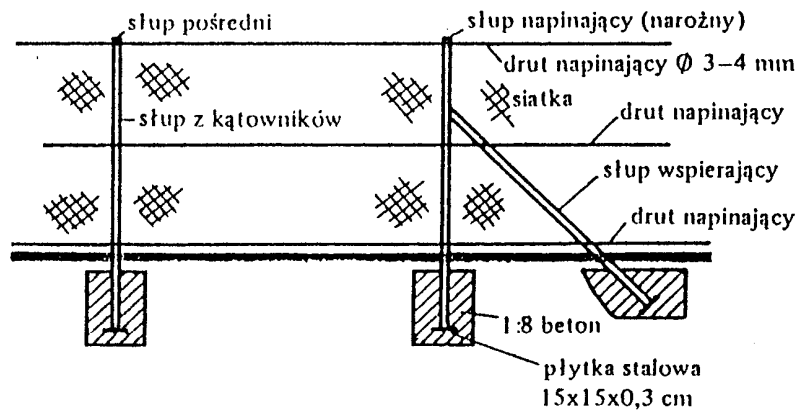 słup pośredni
słup napinający (narożny)
drut napinający Ø 3–4 mm
siatka
słup z kątowników
drut napinający
słup wspierający
drut napinający
1:8 beton
płytka stalowa
15x15x0,3 cm